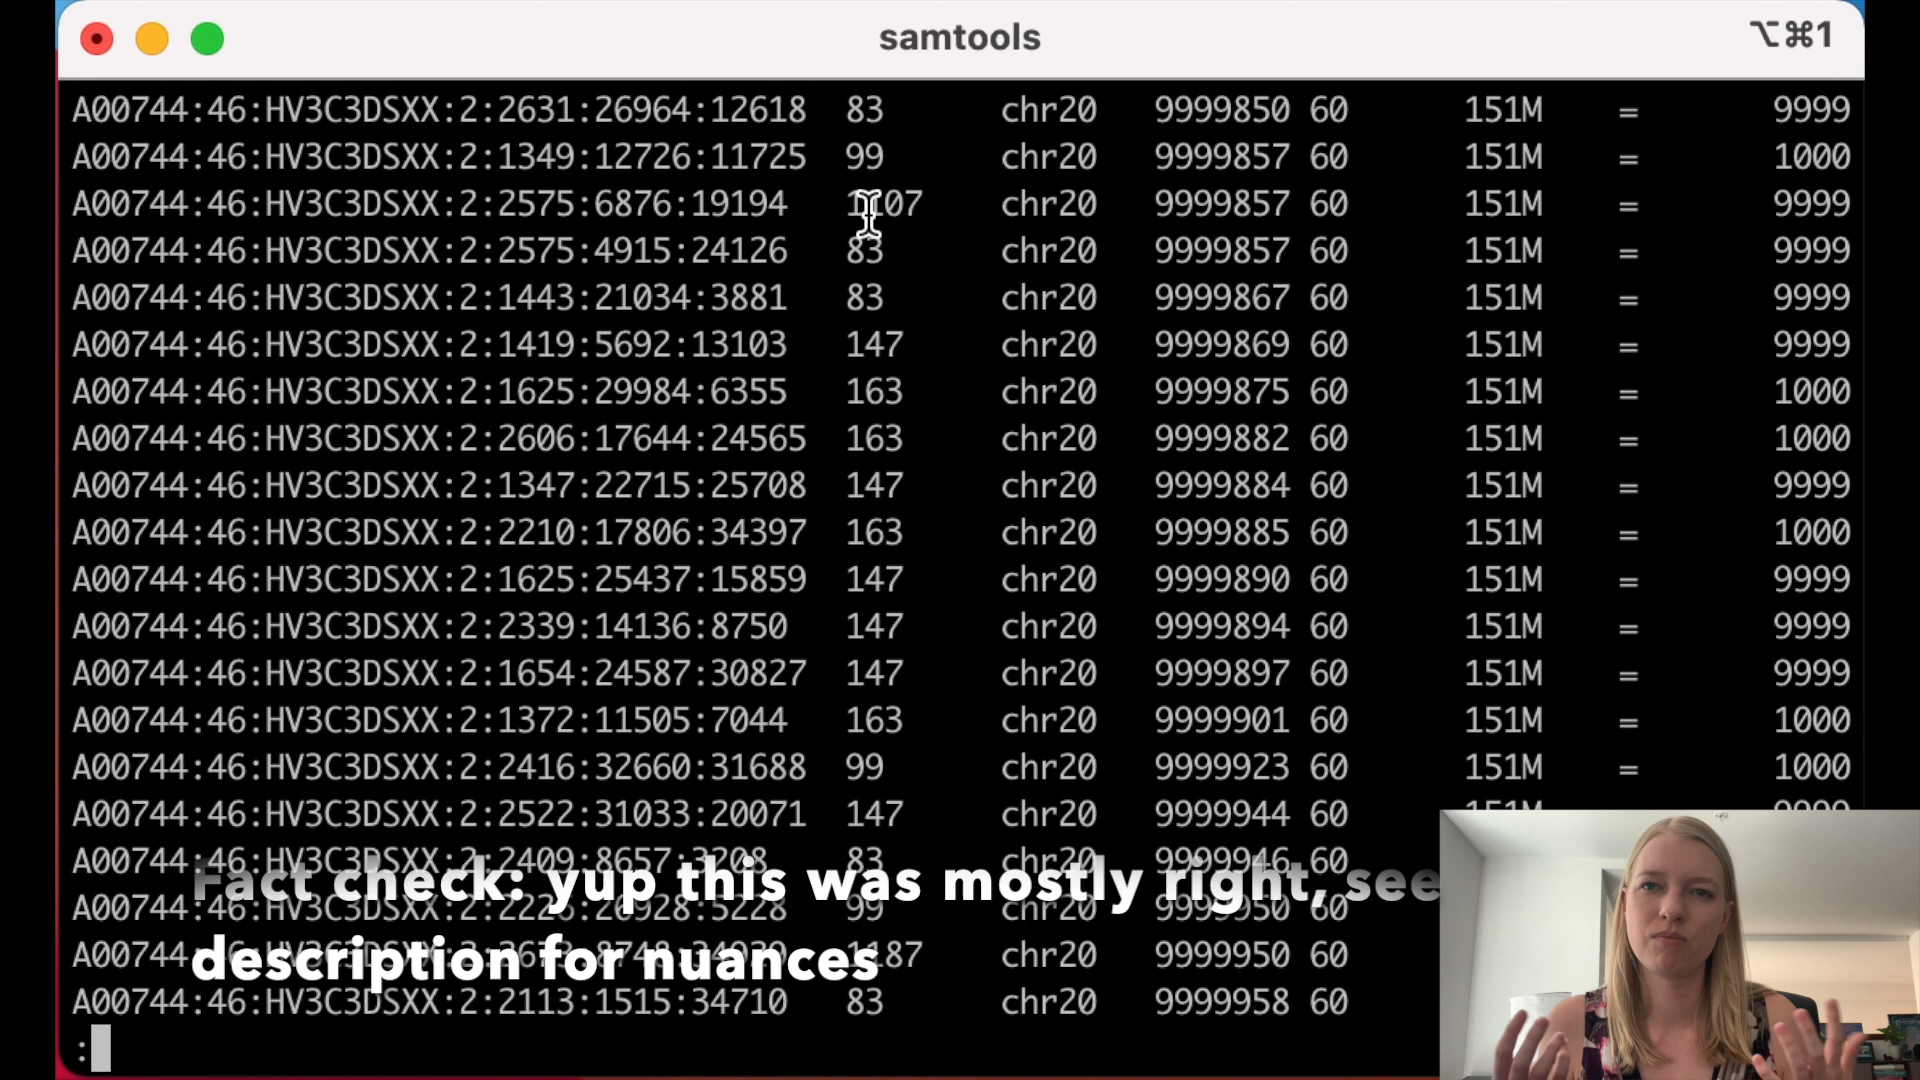 samtools ⌥⌘1
A00744:46:HV3C3DSXX:2:2631:26964:12618 83 chr20 9999850 60 151M = 9999
A00744:46:HV3C3DSXX:2:1349:12726:11725 99 chr20 9999857 60 151M = 1000
A00744:46:HV3C3DSXX:2:2575:6876:19194 chr20 9999857 60 151M = 9999
A00744:46:HV3C3DSXX:2:2575:4915:24126 83 chr20 9999857 60 151M = 9999
A00744:46:HV3C3DSXX:2:1443:21034:3881 83 chr20 9999867 60 151M = 9999
A00744:46:HV3C3DSXX:2:1419:5692:13103 147 chr20 9999869 60 151M = 9999
A00744:46:HV3C3DSXX:2:1625:29984:6355 163 chr20 9999875 60 151M = 1000
A00744:46:HV3C3DSXX:2:2606:17644:24565 163 chr20 9999882 60 151M = 1000
A00744:46:HV3C3DSXX:2:1347:22715:25708 147 chr20 9999884 60 151M = 9999
A00744:46:HV3C3DSXX:2:2210:17806:34397 163 chr20 9999885 60 151M = 1000
A00744:46:HV3C3DSXX:2:1625:25437:15859 147 chr20 9999890 60 151M = 9999
A00744:46:HV3C3DSXX:2:2339:14136:8750 147 chr20 9999894 60 151M = 9999
A00744:46:HV3C3DSXX:2:1654:24587:30827 147 chr20 9999897 60 151M = 9999
A00744:46:HV3C3DSXX:2:1372:11505:7044 163 chr20 9999901 60 151M = 1000
A00744:46:HV3C3DSXX:2:2416:32660:31688 99 chr20 9999923 60 151M = 1000
A00744:46:HV3C3DSXX:2:2522:31033:20071 147 chr20 9999944 60 151M 9999
83 chr20 9999946 60
Fact check: yup this was mostly right, see
99 chr20 9999950 60
description for nuances
chr20 9999950 60
A00744:46:HV3C3DSXX:2:2113:1515:34710 83 chr20 9999958 60
: